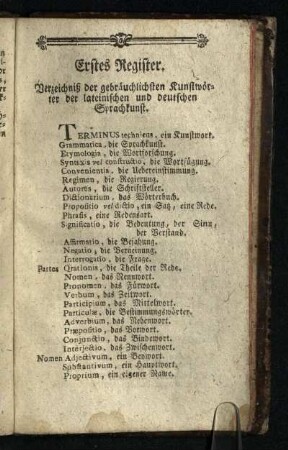 Erstes Register.
Verzeichniß der gebräuchlichsten Kunstwör-
ter der lateinischen und deutschen
Sprachkunst.
TERMINUS technicus, ein Kunstwort.
Grammatica, die Sprachkunst.
Etymologia, die Wortforschung.
Syntaxis vel constructio, die Wortfügung.
Convenientia, die Uebereinstimmung.
Regimen, die Regierung.
Autores, die Schriftsteller.
Dictionarium, das Wörterbuch.
Propositio vel dictio, ein Satz, eine Rede.
Phrasis, eine Redensart.
Significatio, die Bedeutung, der Sinn,
der Verstand.
Affirmatio, die Bejahung.
Negatio, die Verneinung.
Interrogatio, die Frage.
Partes Orationis, die Theile der Rede.
Nomen, das Nennwort.
Pronomen, das Fürwort.
Verbum, das Zeitwort.
Participium, das Mittelwort.
Particulæ, die Bestimmungswörter.
Adverbium, das Nebenwort.
Præpositio, das Vorwort.
Conjunctio, das Bindewort.
Interjectio, das Zwischenwort.
Nomen Adjectivum, ein Beywort.
Substantivum, ein Hauptwort.
Proprium, ein eigener Name.